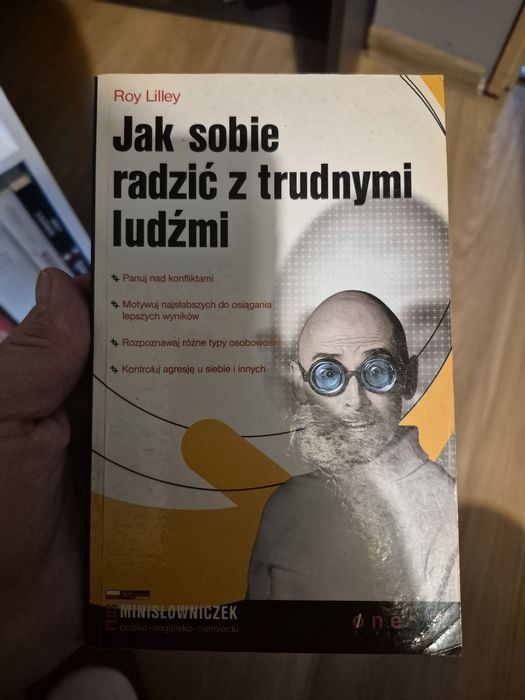 Roy Lilley
Jak sobie
radzić z trudnymi
ludźmi
Panuj nad konfliktami
Motywuj najsłabszych do osiągania
lepszych wyników
Rozpoznawaj różne typy osobowości
Kontroluj agresję u siebie i innych
PLUS MINISŁOWNICZEK
polsko-angielsko-niemiecki
one